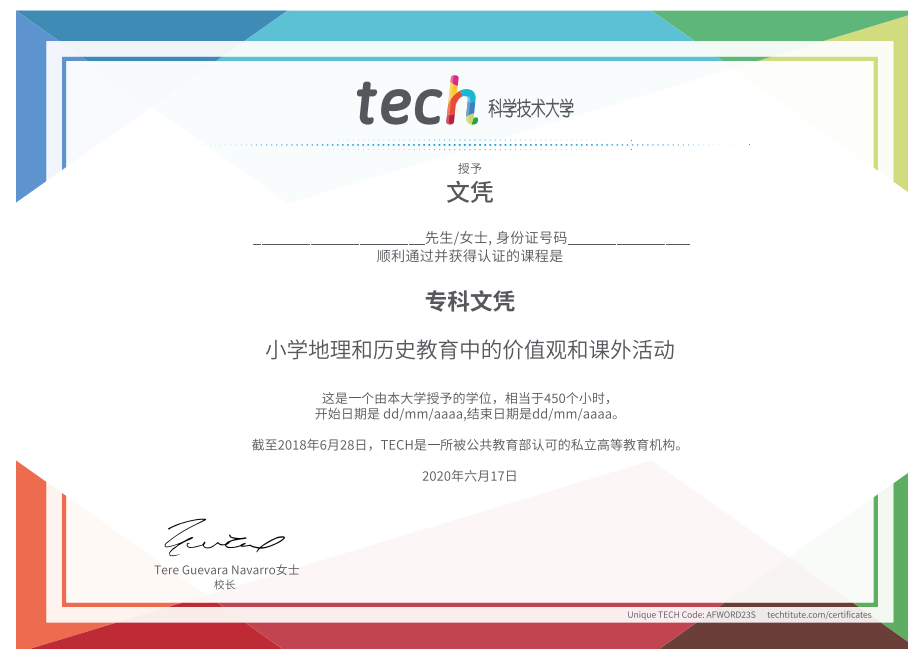 tech 科学技术大学
授予
文凭
____________________先生/女士, 身份证号码______________
顺利通过并获得认证的课程是
专科文凭
小学地理和历史教育中的价值观和课外活动
这是一个由本大学授予的学位，相当于450个小时，
开始日期是 dd/mm/aaaa,结束日期是dd/mm/aaaa。
截至2018年6月28日，TECH是一所被公共教育部认可的私立高等教育机构。
2020年六月17日
Tere Guevara Navarro女士
校长
Unique TECH Code: AFWORD23S techtitute.com/certificates